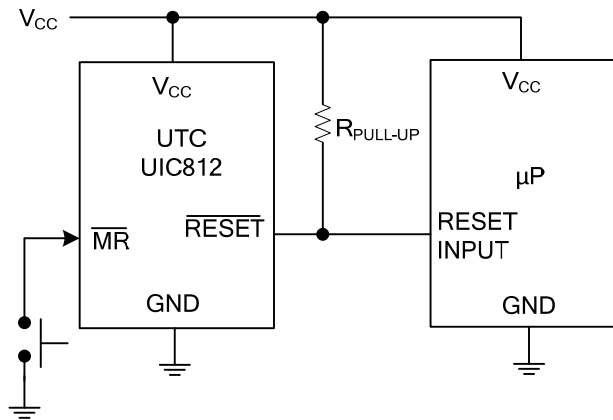 VCC
VCC
UTC
UIC812
MR
RESET
GND
RPULL-UP
VCC
μP
RESET
INPUT
GND